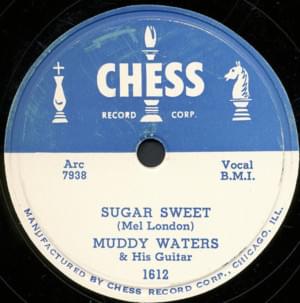 CHESS
RECORD CORP.
Arc
7938
Vocal
B.M.I.
SUGAR SWEET
(Mel London)
MUDDY WATERS
& His Guitar
1612
MANUFACTURED BY CHESS RECORD CORP., CHICAGO, ILL.